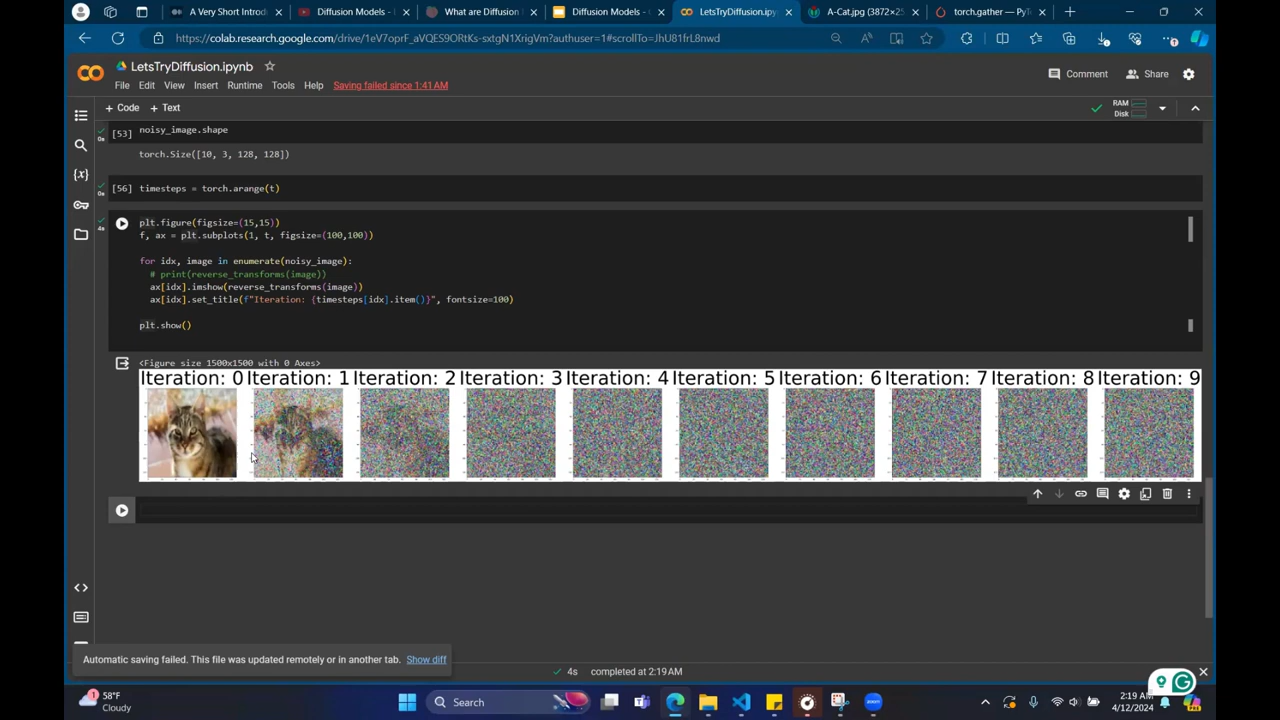 A Very Short Introd
Diffusion Models -
What are Diffusion
Diffusion Models - G
LetsTryDiffusion.ipyn
A-Cat.jpg (3872×25
torch.gather — PyTo
https://colab.research.google.com/drive/1eV7oprF_aVQES9ORtKs-sxtgN1XrigVm?authuser=1#scrollTo=JhU81frL8nwd
LetsTryDiffusion.ipynb
Comment
Share
File Edit View Insert Runtime Tools Help Saving failed since 1:41 AM
+ Code + Text
RAM
Disk
[53] noisy_image.shape
0s
torch.Size([10, 3, 128, 128])
[56] timesteps = torch.arange(t)
0s
plt.figure(figsize=(15,15))
4s
f, ax = plt.subplots(1, t, figsize=(100,100))
for idx, image in enumerate(noisy_image):
# print(reverse_transforms(image))
ax[idx].imshow(reverse_transforms(image))
ax[idx].set_title(f"Iteration: {timesteps[idx].item()}", fontsize=100)
plt.show()
<Figure size 1500x1500 with 0 Axes>
Iteration: 0 Iteration: 1 Iteration: 2 Iteration: 3 Iteration: 4 Iteration: 5 Iteration: 6 Iteration: 7 Iteration: 8 Iteration: 9
{x}
Automatic saving failed. This file was updated remotely or in another tab. Show diff
4s completed at 2:19 AM
1
58°F
Cloudy
Search
2:19 AM
4/12/2024